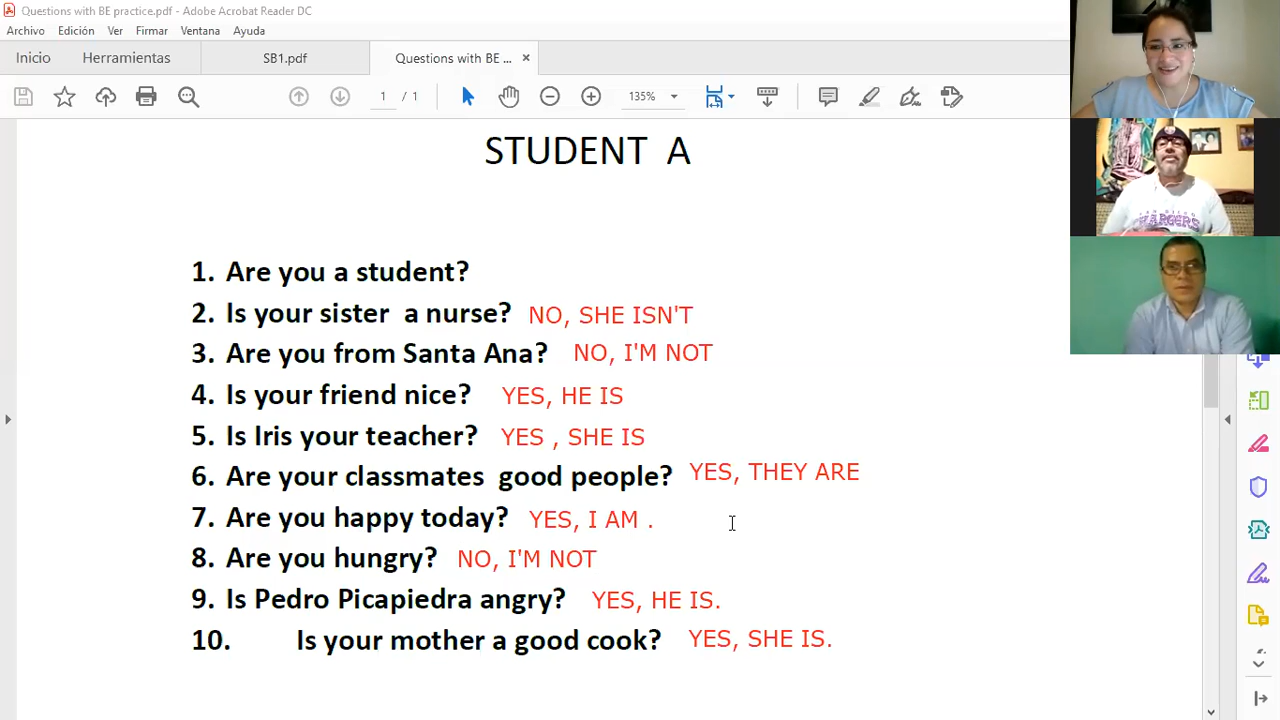 Questions with BE practice.pdf - Adobe Acrobat Reader DC
Archivo Edición Ver Firmar Ventana Ayuda
Inicio Herramientas SB1.pdf Questions with BE ... ×
1 / 1 135%
STUDENT A
1. Are you a student?
2. Is your sister a nurse? NO, SHE ISN'T
3. Are you from Santa Ana? NO, I'M NOT
4. Is your friend nice? YES, HE IS
5. Is Iris your teacher? YES , SHE IS
6. Are your classmates good people? YES, THEY ARE
7. Are you happy today? YES, I AM .
8. Are you hungry? NO, I'M NOT
9. Is Pedro Picapiedra angry? YES, HE IS.
10. Is your mother a good cook? YES, SHE IS.
SAN DIEGO
CHARGERS